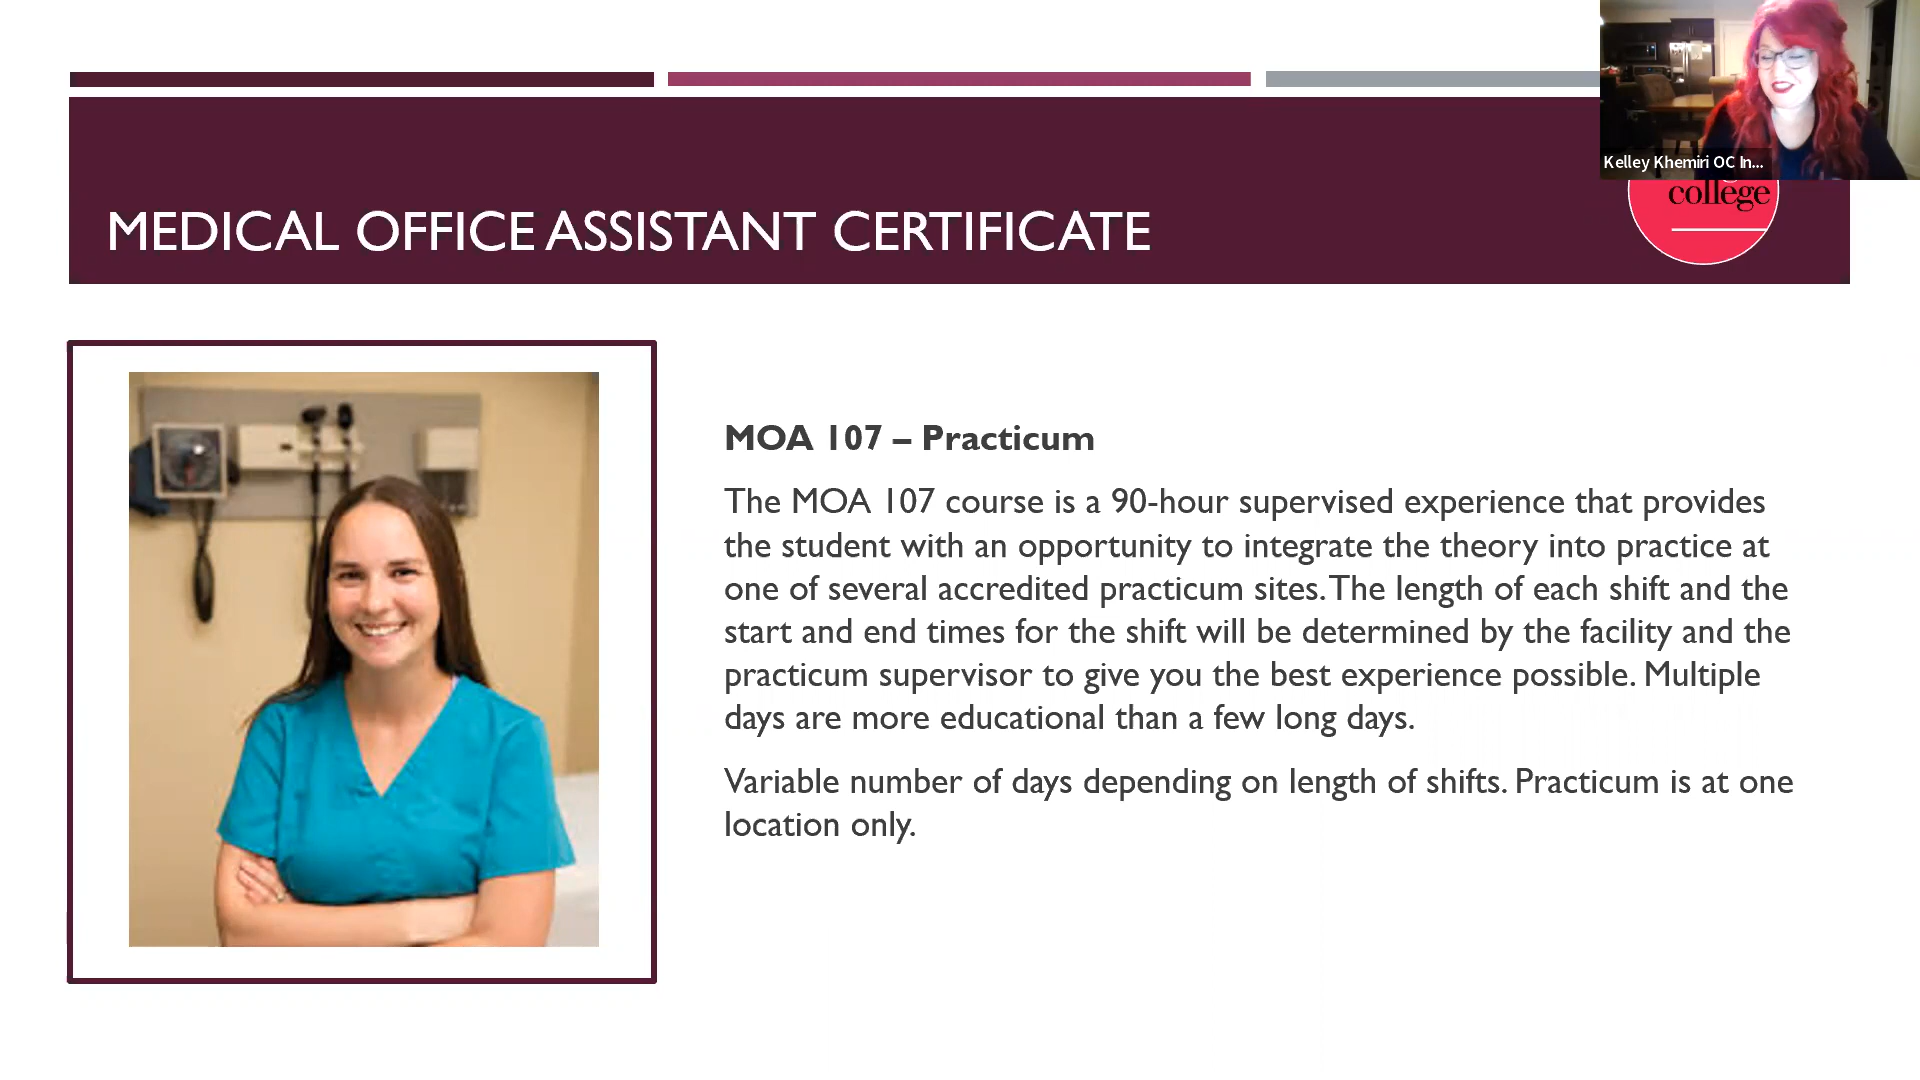 Kelley Khemiri OC In...
college
MEDICAL OFFICE ASSISTANT CERTIFICATE
MOA 107 – Practicum
The MOA 107 course is a 90-hour supervised experience that provides
the student with an opportunity to integrate the theory into practice at
one of several accredited practicum sites. The length of each shift and the
start and end times for the shift will be determined by the facility and the
practicum supervisor to give you the best experience possible. Multiple
days are more educational than a few long days.
Variable number of days depending on length of shifts. Practicum is at one
location only.